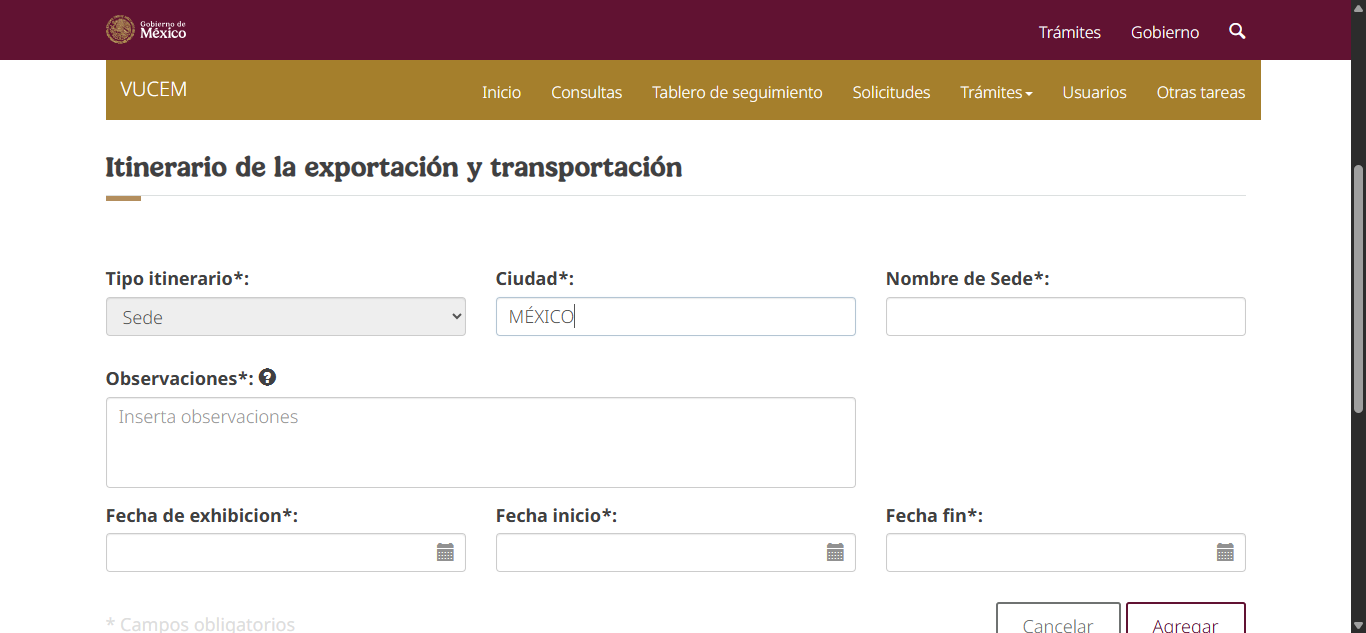 Gobierno de
México
Trámites Gobierno
VUCEM Inicio Consultas Tablero de seguimiento Solicitudes Trámites Usuarios Otras tareas
Itinerario de la exportación y transportación
Tipo itinerario*: Ciudad*: Nombre de Sede*:
Sede MÉXICO
Observaciones*: ?
Inserta observaciones
Fecha de exhibicion*: Fecha inicio*: Fecha fin*:
* Campos obligatorios Cancelar Agregar